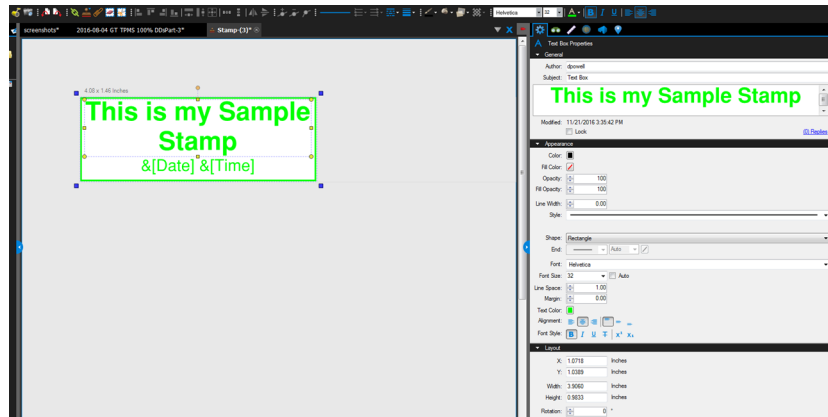 Helvetica
32
B I U
screenshots*
2016-08-04 GT TPMS 100% DDsPart-3*
Stamp-(3)*
Text Box Properties
General
Author: dpowell
Subject: Text Box
This is my Sample Stamp
Modified: 11/21/2016 3:35:42 PM
Lock
(0) Replies
4.08 x 1.46 Inches
This is my Sample
Stamp
&[Date] &[Time]
Appearance
Color:
Fill Color:
Opacity: 100
Fill Opacity: 100
Line Width: 0.00
Style:
Shape: Rectangle
End: Auto
Font: Helvetica
Font Size: 32 Auto
Line Space: 1.00
Margin: 0.00
Text Color:
Alignment:
Font Style: B I U T x² x₂
Layout
X: 1.0718 Inches
Y: 1.0389 Inches
Width: 3.9060 Inches
Height: 0.9833 Inches
Rotation: 0 °